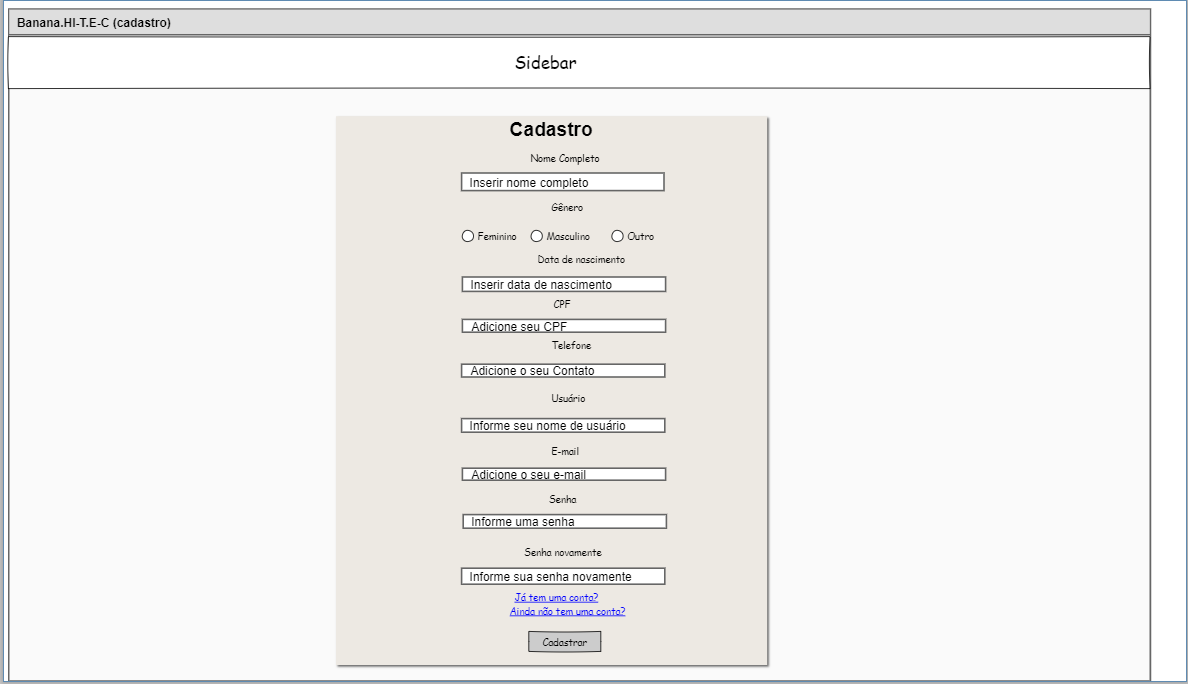 Banana.HI-T.E-C (cadastro)
Sidebar
Cadastro
Nome Completo
Inserir nome completo
Gênero
Feminino Masculino Outro
Data de nascimento
Inserir data de nascimento
CPF
Adicione seu CPF
Telefone
Adicione o seu Contato
Usuário
Informe seu nome de usuário
E-mail
Adicione o seu e-mail
Senha
Informe uma senha
Senha novamente
Informe sua senha novamente
Já tem uma conta?
Ainda não tem uma conta?
Cadastrar